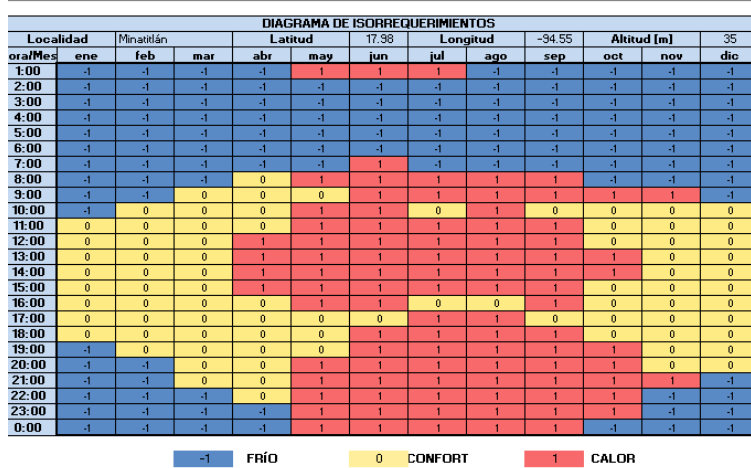 DIAGRAMA DE ISORREQUERIMIENTOS
Localidad Minatitlán Latitud 17.98 Longitud -94.55 Altitud [m] 35
ora/Mes ene feb mar abr may jun jul ago sep oct nov dic
1:00 -1 -1 -1 -1 1 1 1 -1 -1 -1 -1 -1
2:00 -1 -1 -1 -1 -1 -1 -1 -1 -1 -1 -1 -1
3:00 -1 -1 -1 -1 -1 -1 -1 -1 -1 -1 -1 -1
4:00 -1 -1 -1 -1 -1 -1 -1 -1 -1 -1 -1 -1
5:00 -1 -1 -1 -1 -1 -1 -1 -1 -1 -1 -1 -1
6:00 -1 -1 -1 -1 -1 -1 -1 -1 -1 -1 -1 -1
7:00 -1 -1 -1 -1 -1 1 -1 -1 -1 -1 -1 -1
8:00 -1 -1 -1 0 1 1 1 1 1 -1 -1 -1
9:00 -1 -1 0 0 0 1 1 1 1 1 1 -1
10:00 -1 0 0 0 1 1 0 1 0 0 0 0
11:00 0 0 0 0 1 1 1 1 1 0 0 0
12:00 0 0 0 1 1 1 1 1 1 0 0 0
13:00 0 0 0 1 1 1 1 1 1 1 0 0
14:00 0 0 0 1 1 1 1 1 1 1 0 0
15:00 0 0 0 1 1 1 1 1 1 0 0 0
16:00 0 0 0 0 1 1 0 0 1 0 0 0
17:00 0 0 0 0 0 0 1 1 0 0 0 0
18:00 0 0 0 0 0 1 1 1 1 0 0 0
19:00 -1 0 0 0 0 1 1 1 1 1 0 0
20:00 -1 -1 0 0 1 1 1 1 1 1 0 0
21:00 -1 -1 0 0 1 1 1 1 1 1 1 -1
22:00 -1 -1 -1 0 1 1 1 1 1 1 -1 -1
23:00 -1 -1 -1 -1 1 1 1 1 1 1 -1 -1
0:00 -1 -1 -1 -1 1 1 1 1 1 -1 -1 -1
-1 FRÍO 0 CONFORT 1 CALOR